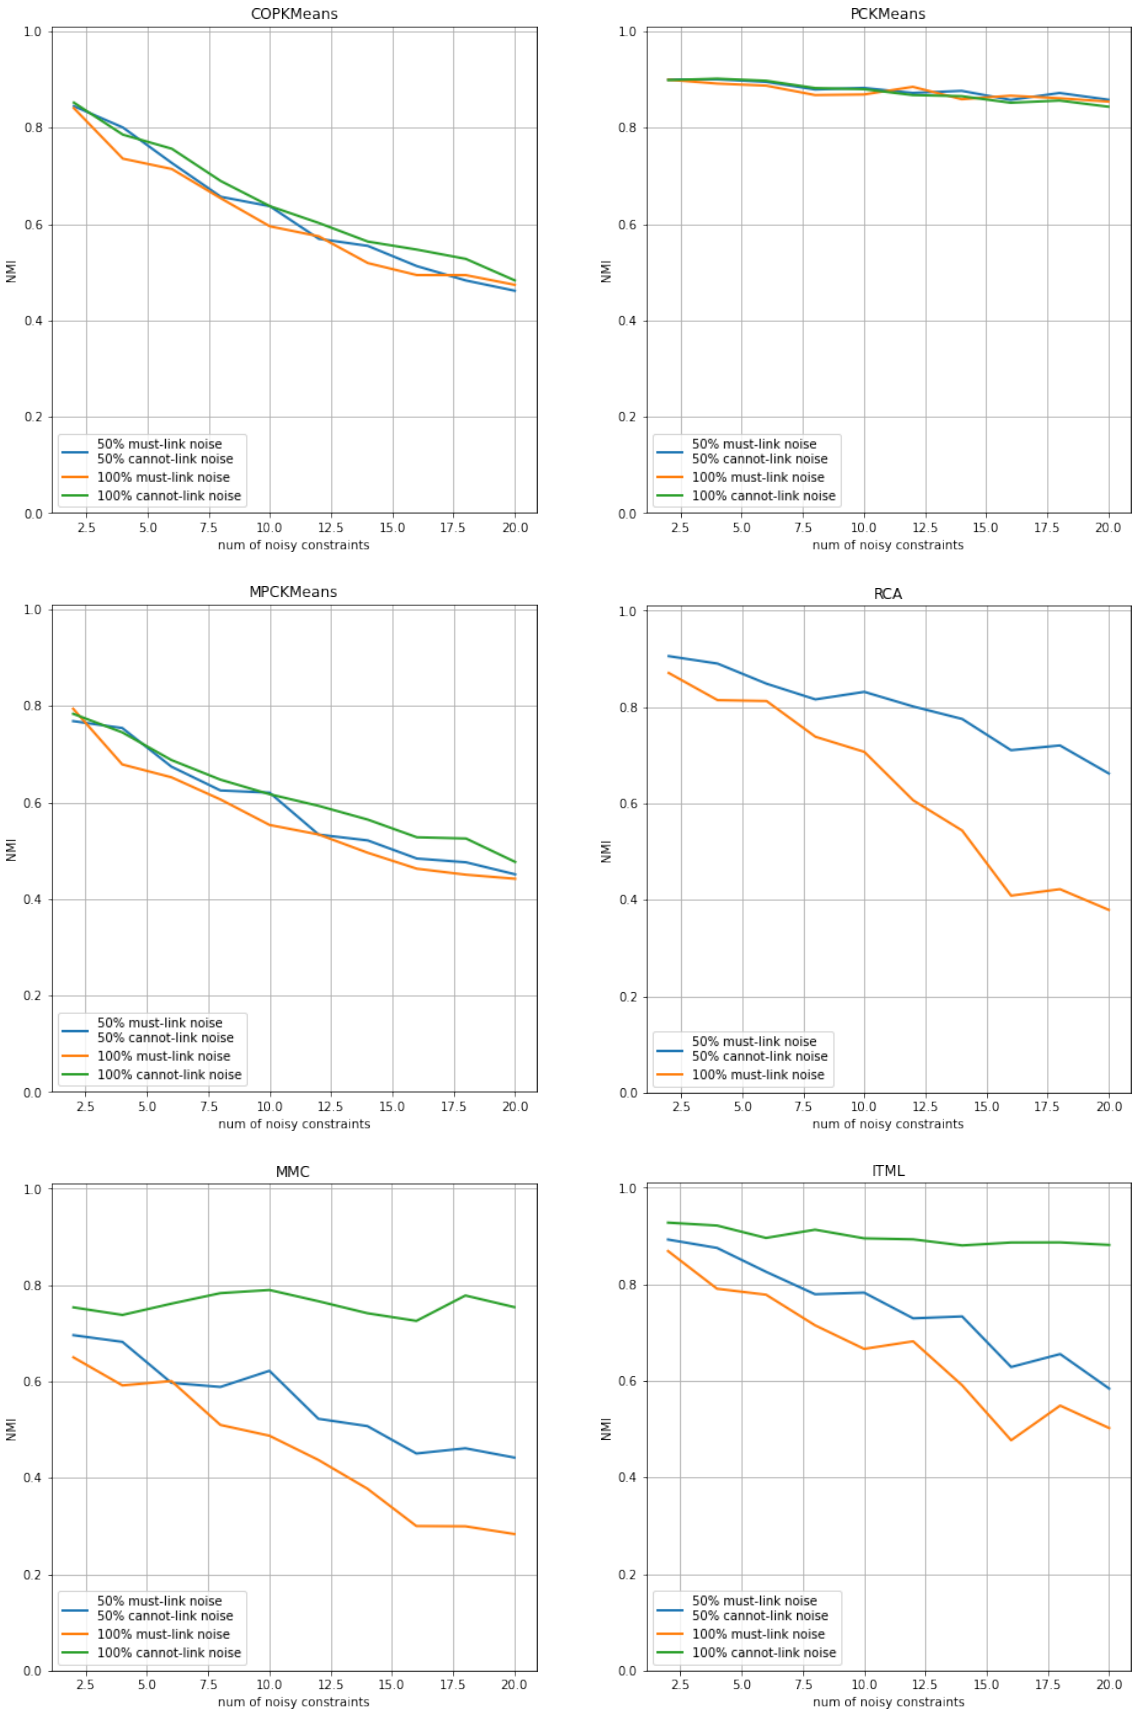 COPKMeans
1.0
0.8
0.6
0.4
0.2
0.0
NMI
50% must-link noise
50% cannot-link noise
100% must-link noise
100% cannot-link noise
2.5 5.0 7.5 10.0 12.5 15.0 17.5 20.0
num of noisy constraints
PCKMeans
1.0
0.8
0.6
0.4
0.2
0.0
NMI
50% must-link noise
50% cannot-link noise
100% must-link noise
100% cannot-link noise
2.5 5.0 7.5 10.0 12.5 15.0 17.5 20.0
num of noisy constraints
MPCKMeans
1.0
0.8
0.6
0.4
0.2
0.0
NMI
50% must-link noise
50% cannot-link noise
100% must-link noise
100% cannot-link noise
2.5 5.0 7.5 10.0 12.5 15.0 17.5 20.0
num of noisy constraints
RCA
1.0
0.8
0.6
0.4
0.2
0.0
NMI
50% must-link noise
50% cannot-link noise
100% must-link noise
2.5 5.0 7.5 10.0 12.5 15.0 17.5 20.0
num of noisy constraints
MMC
1.0
0.8
0.6
0.4
0.2
0.0
NMI
50% must-link noise
50% cannot-link noise
100% must-link noise
100% cannot-link noise
2.5 5.0 7.5 10.0 12.5 15.0 17.5 20.0
num of noisy constraints
ITML
1.0
0.8
0.6
0.4
0.2
0.0
NMI
50% must-link noise
50% cannot-link noise
100% must-link noise
100% cannot-link noise
2.5 5.0 7.5 10.0 12.5 15.0 17.5 20.0
num of noisy constraints